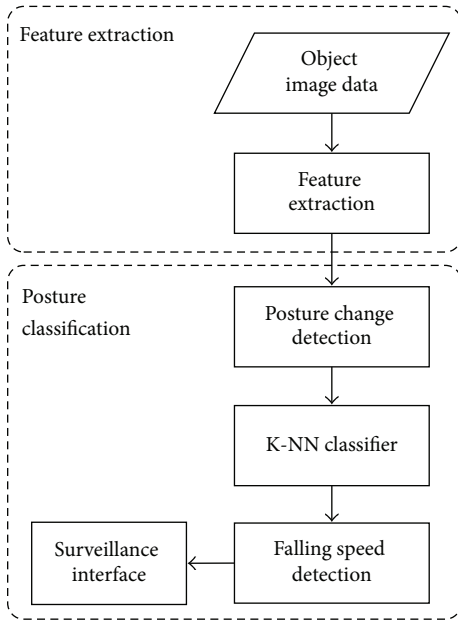 Feature extraction
Object
image data
Feature
extraction
Posture
classification
Posture change
detection
K-NN classifier
Falling speed
detection
Surveillance
interface